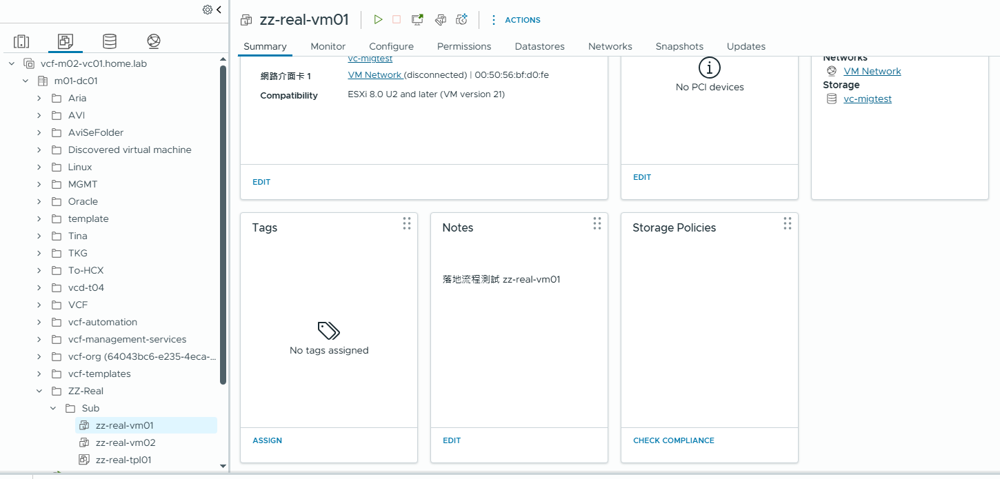 zz-real-vm01
ACTIONS
Summary
Monitor
Configure
Permissions
Datastores
Networks
Snapshots
Updates
vcf-m02-vc01.home.lab
m01-dc01
Aria
AVI
AviSeFolder
Discovered virtual machine
Linux
MGMT
Oracle
template
Tina
TKG
To-HCX
vcd-t04
VCF
vcf-automation
vcf-management-services
vcf-org (64043bc6-e235-4eca-...
vcf-templates
ZZ-Real
Sub
zz-real-vm01
zz-real-vm02
zz-real-tpl01
vc-migtest
網路介面卡 1
VM Network (disconnected) | 00:50:56:bf:d0:fe
Compatibility
ESXi 8.0 U2 and later (VM version 21)
EDIT
No PCI devices
EDIT
Networks
VM Network
Storage
vc-migtest
Tags
No tags assigned
ASSIGN
Notes
落地流程測試 zz-real-vm01
EDIT
Storage Policies
CHECK COMPLIANCE